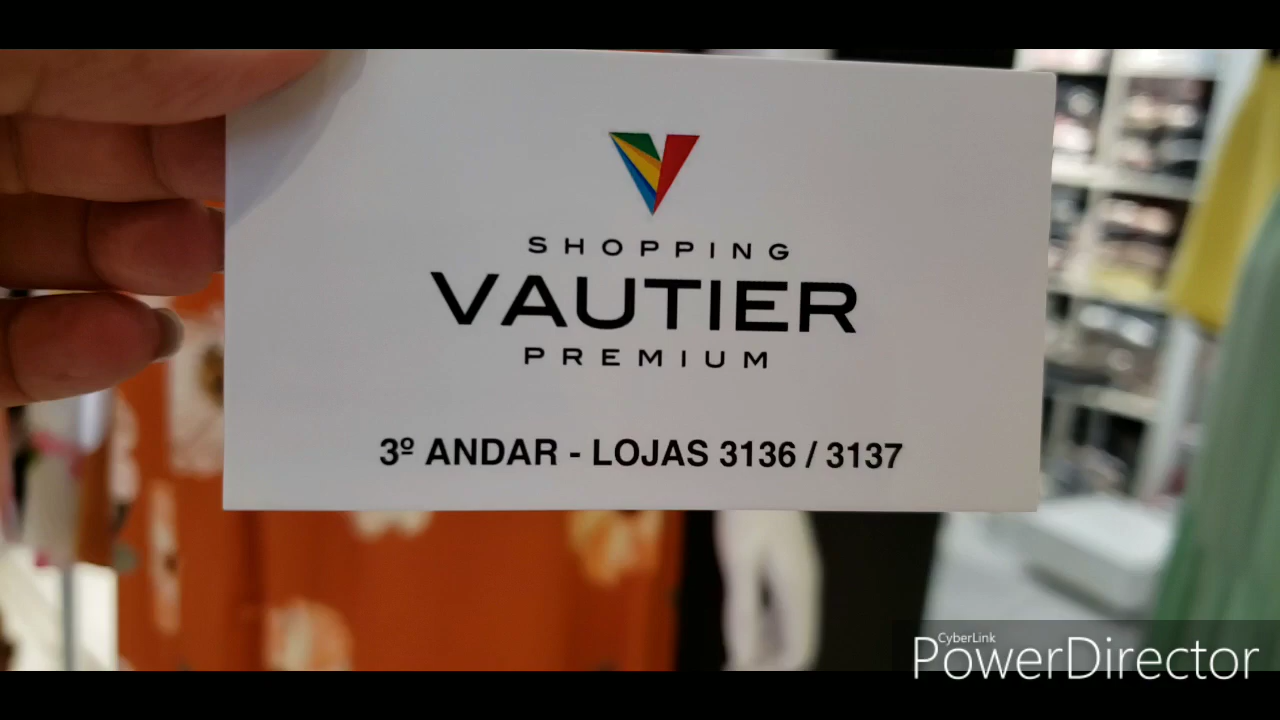 SHOPPING
VAUTIER
PREMIUM
3º ANDAR - LOJAS 3136 / 3137
CyberLink
PowerDirector